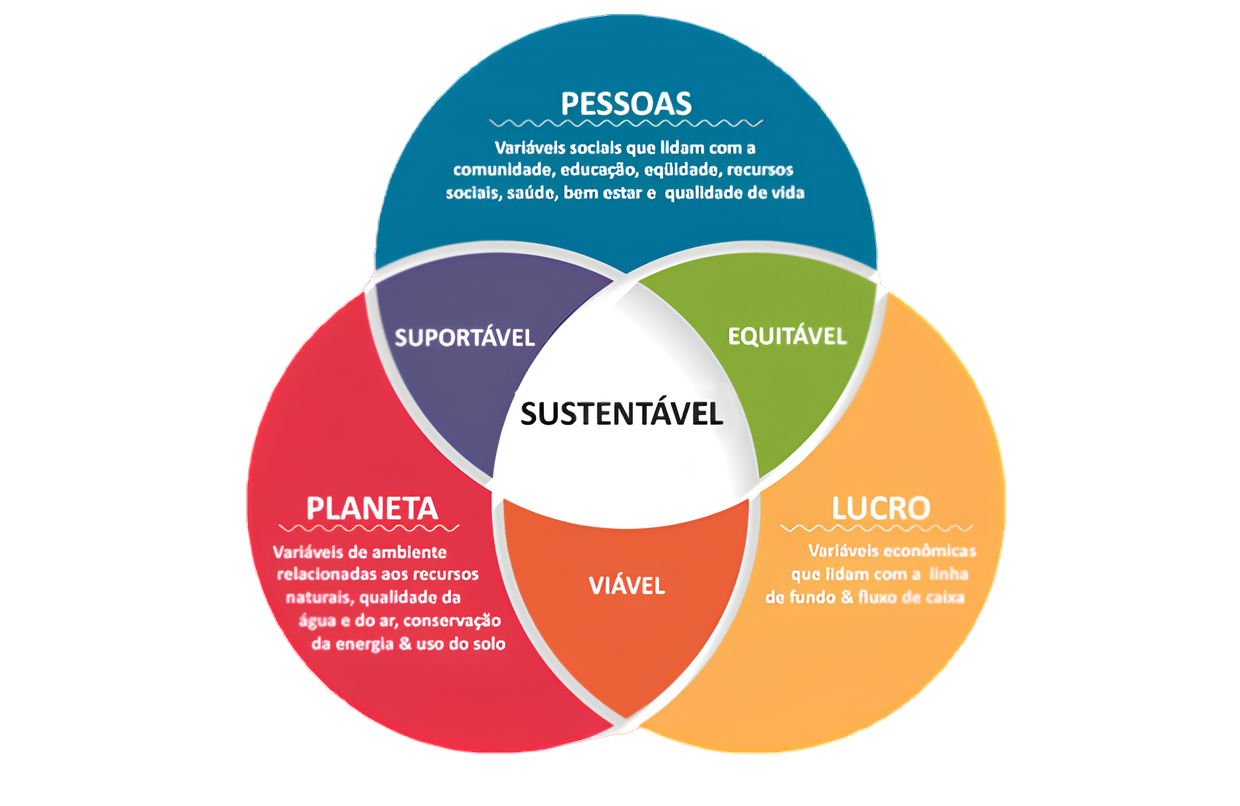 PESSOAS
Variáveis sociais que lidam com a
comunidade, educação, eqüidade, recursos
sociais, saúde, bem estar e qualidade de vida
SUPORTÁVEL
EQUITÁVEL
SUSTENTÁVEL
PLANETA
Variáveis de ambiente
relacionadas aos recursos
naturais, qualidade da
água e do ar, conservação
da energia & uso do solo
LUCRO
Variáveis econômicas
que lidam com a linha
de fundo & fluxo de caixa
VIÁVEL